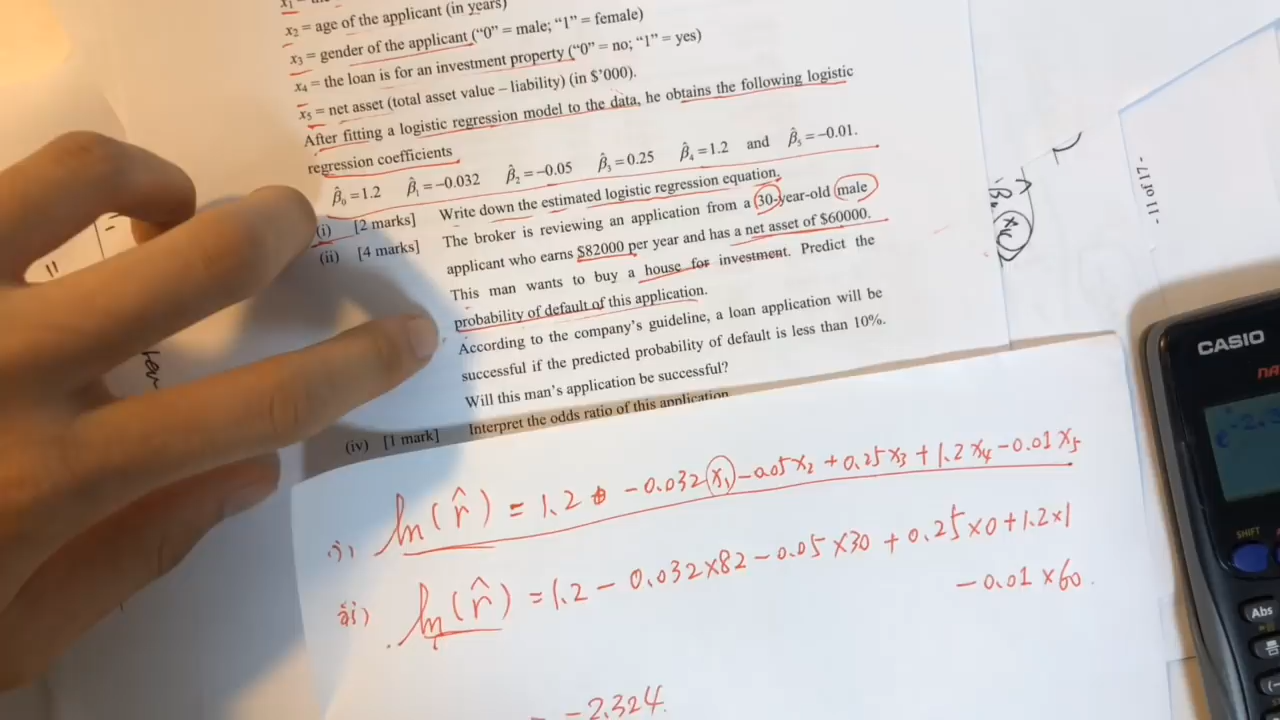 x₁ = the
x₂ = age of the applicant (in years)
x₃ = gender of the applicant (“0” = male; “1” = female)
x₄ = the loan is for an investment property (“0” = no; “1” = yes)
x₅ = net asset (total asset value – liability) (in $’000).
After fitting a logistic regression model to the data, he obtains the following logistic
regression coefficients
β̂₀ = 1.2 β̂₁ = –0.032 β̂₂ = –0.05 β̂₃ = 0.25 β̂₄ = 1.2 and β̂₅ = –0.01.
(i) [2 marks] Write down the estimated logistic regression equation.
(ii) [4 marks] The broker is reviewing an application from a 30-year-old male
applicant who earns $82000 per year and has a net asset of $60000.
This man wants to buy a house for investment. Predict the
probability of default of this application.
According to the company’s guideline, a loan application will be
successful if the predicted probability of default is less than 10%.
Will this man’s application be successful?
(iv) [1 mark] Interpret the odds ratio of this application
i) ln(r̂) = 1.2 – 0.032 x₁ – 0.05x₂ + 0.25x₃ + 1.2x₄ – 0.01x₅
ii) ln(r̂) = 1.2 – 0.032×82 – 0.05×30 + 0.25×0 + 1.2×1
– 0.01×60.
= –2.324
- 11 of 17 -
CASIO
SHIFT
Abs
(-)